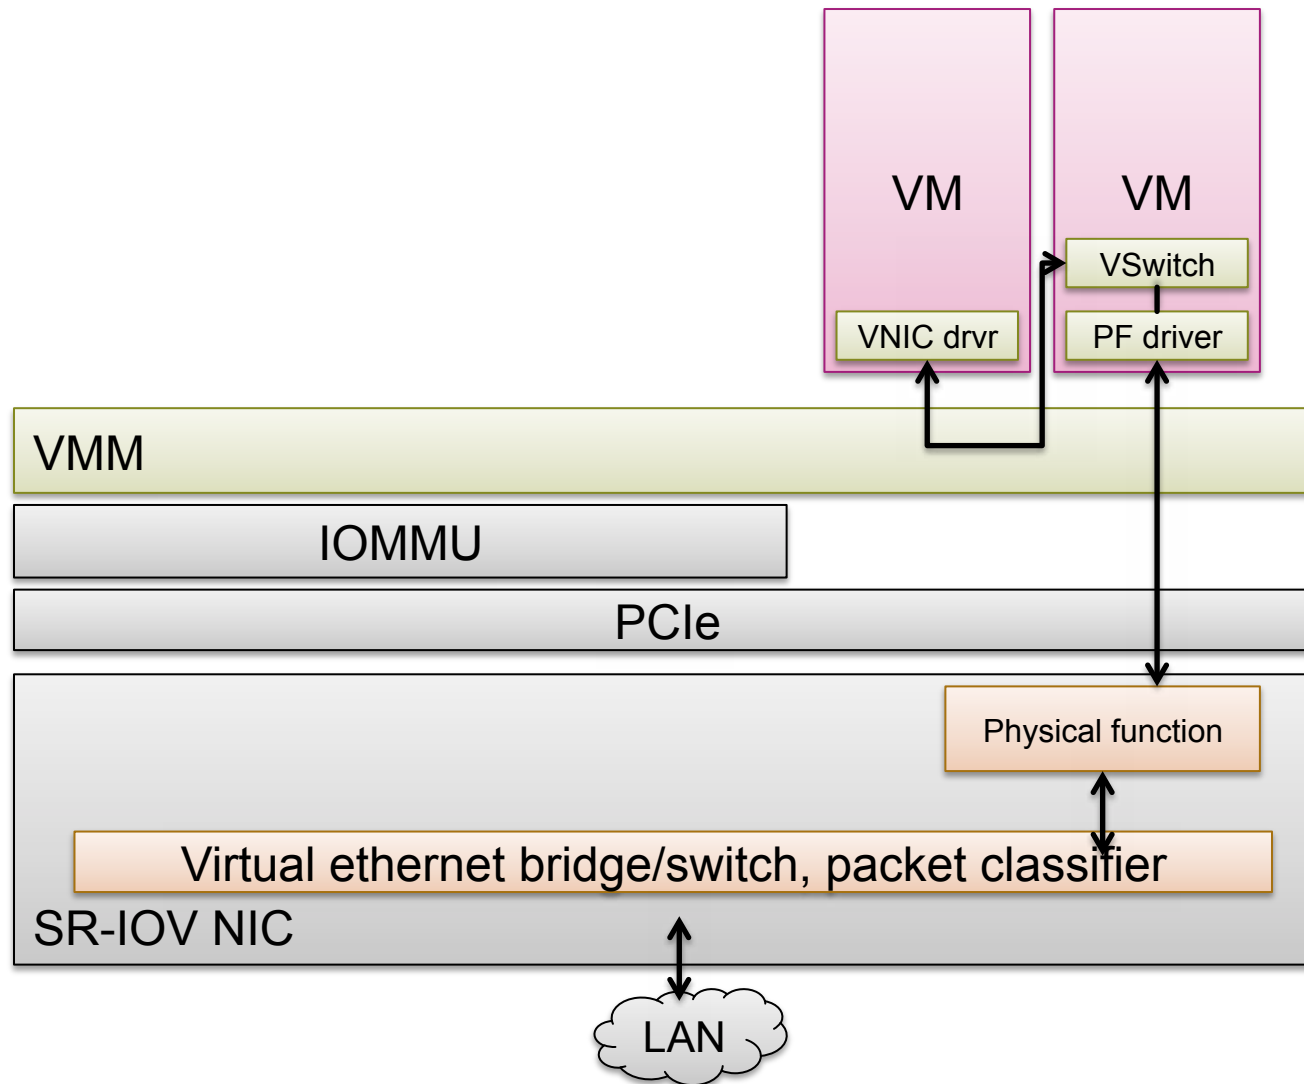 VM
VM
VSwitch
VNIC drvr
PF driver
VMM
IOMMU
PCIe
Physical function
Virtual ethernet bridge/switch, packet classifier
SR-IOV NIC
LAN